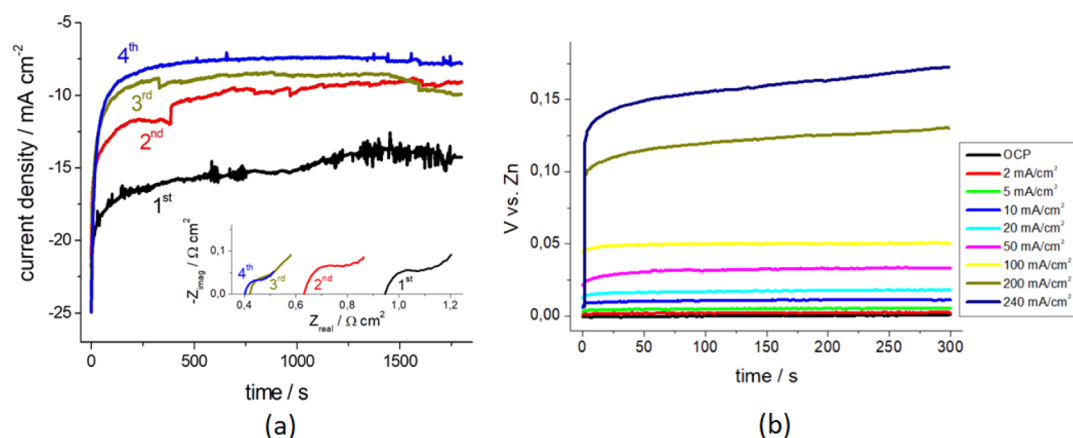 -5
-10
-15
-20
-25
current density / mA cm⁻²
4ᵗʰ
3ʳᵈ
2ⁿᵈ
1ˢᵗ
0,1
0,0
-Z_imag / Ω cm²
4ᵗʰ
3ʳᵈ
2ⁿᵈ
1ˢᵗ
0,4 0,6 0,8 1,0 1,2
Z_real / Ω cm²
0 500 1000 1500
time / s
(a)
0,15
0,10
0,05
0,00
V vs. Zn
OCP
2 mA/cm²
5 mA/cm²
10 mA/cm²
20 mA/cm²
50 mA/cm²
100 mA/cm²
200 mA/cm²
240 mA/cm²
0 50 100 150 200 250 300
time / s
(b)